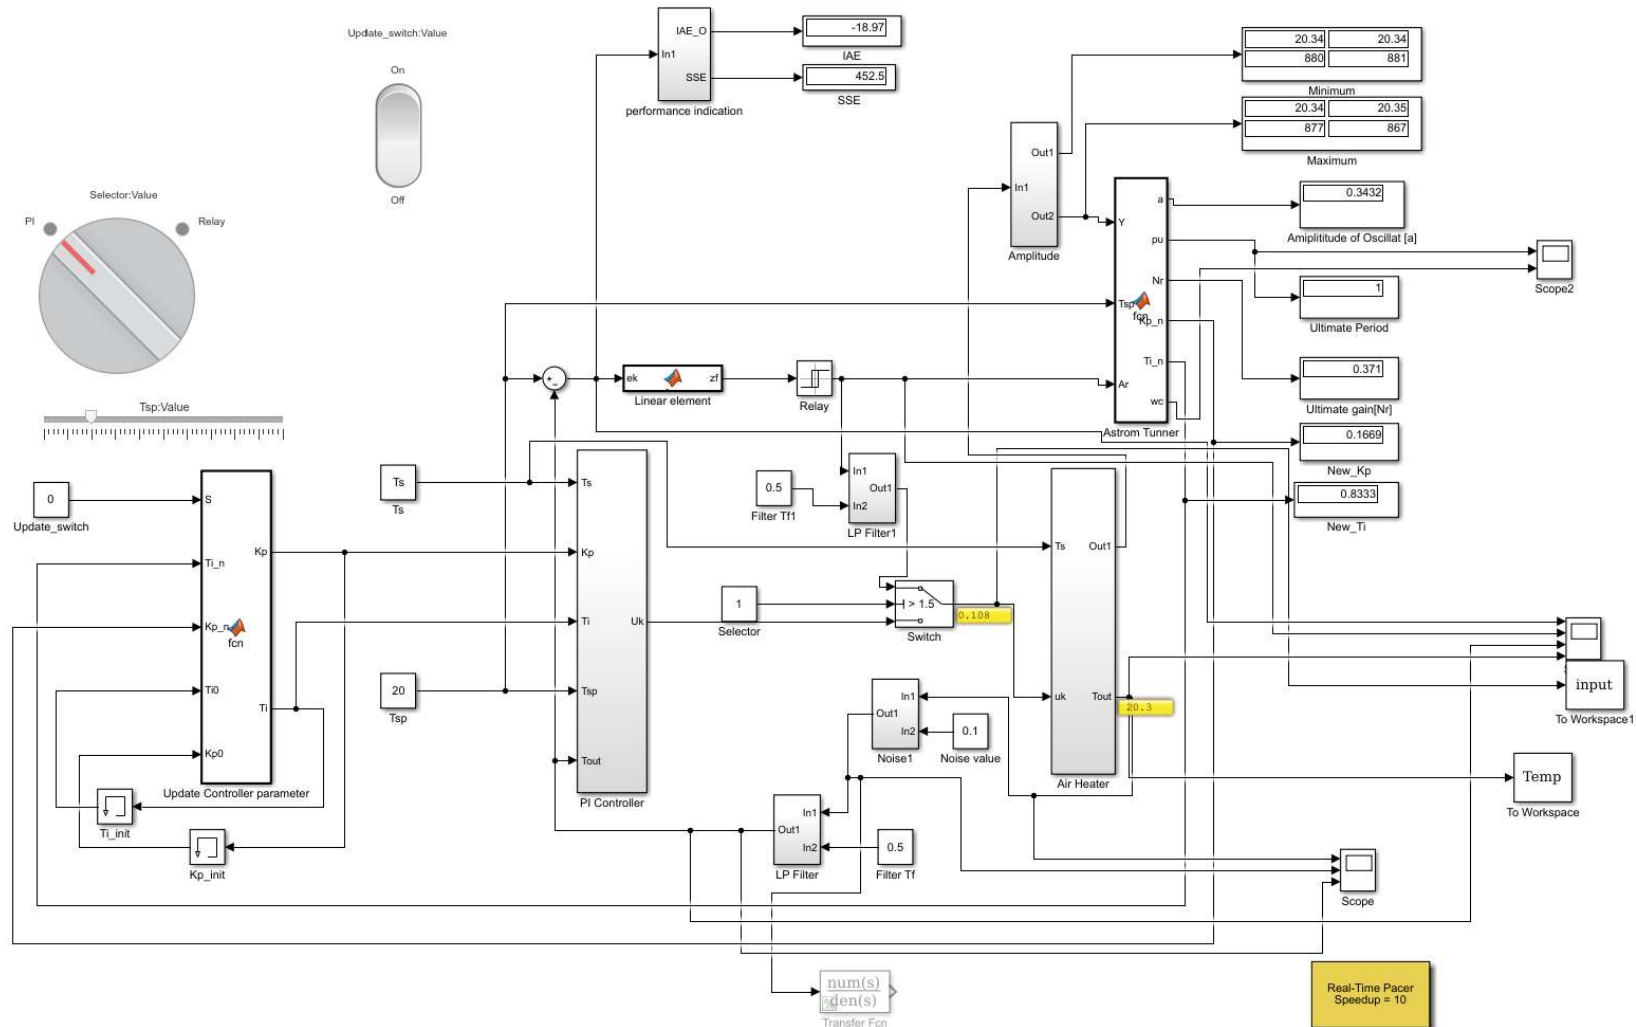 Update_switch:Value
On
Off
Selector:Value
PI
Relay
Tsp:Value
In1
IAE_O
SSE
performance indication
-18.97
IAE
452.5
SSE
20.34 20.34
880 881
Minimum
20.34 20.35
877 867
Maximum
In1
Out1
Out2
Amplitude
Y
Tsp
Ar
fcn
a
pu
Nr
Kp_n
Ti_n
wc
Astrom Tunner
0.3432
Amiplititude of Oscillat [a]
Scope2
1
Ultimate Period
0.371
Ultimate gain[Nr]
0.1669
New_Kp
0.8333
New_Ti
+
-
ek
zf
Linear element
Relay
0
Update_switch
S
Ti_n
Kp_n
Ti0
Kp0
fcn
Kp
Ti
Update Controller parameter
Ti_init
Kp_init
Ts
Ts
20
Tsp
Ts
Kp
Ti
Tsp
Tout
Uk
PI Controller
0.5
Filter Tf1
In1
In2
Out1
LP Filter1
1
Selector
> 1.5
Switch
0.108
Ts
uk
Out1
Tout
Air Heater
20.3
In1
In2
Out1
Noise1
0.1
Noise value
In1
In2
Out1
LP Filter
0.5
Filter Tf
input
To Workspace1
Temp
To Workspace
Scope
num(s)
den(s)
Transfer Fcn
Real-Time Pacer
Speedup = 10